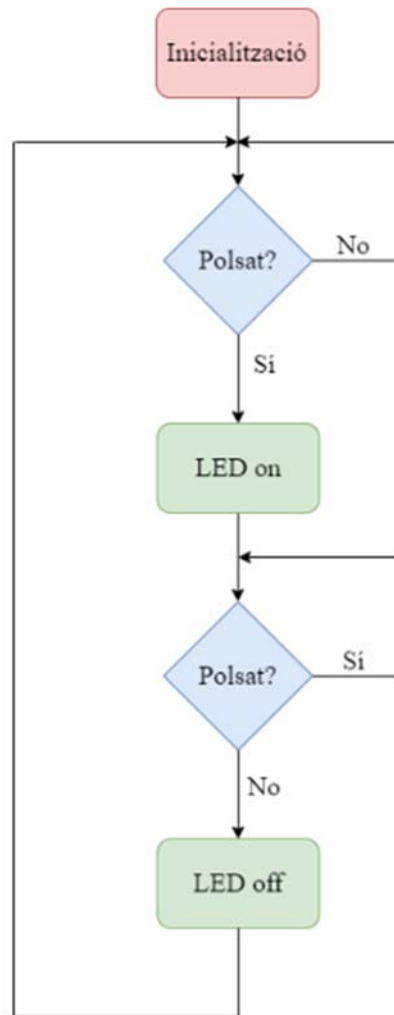 Inicialització
Polsat?
No
Sí
LED on
Polsat?
Sí
No
LED off